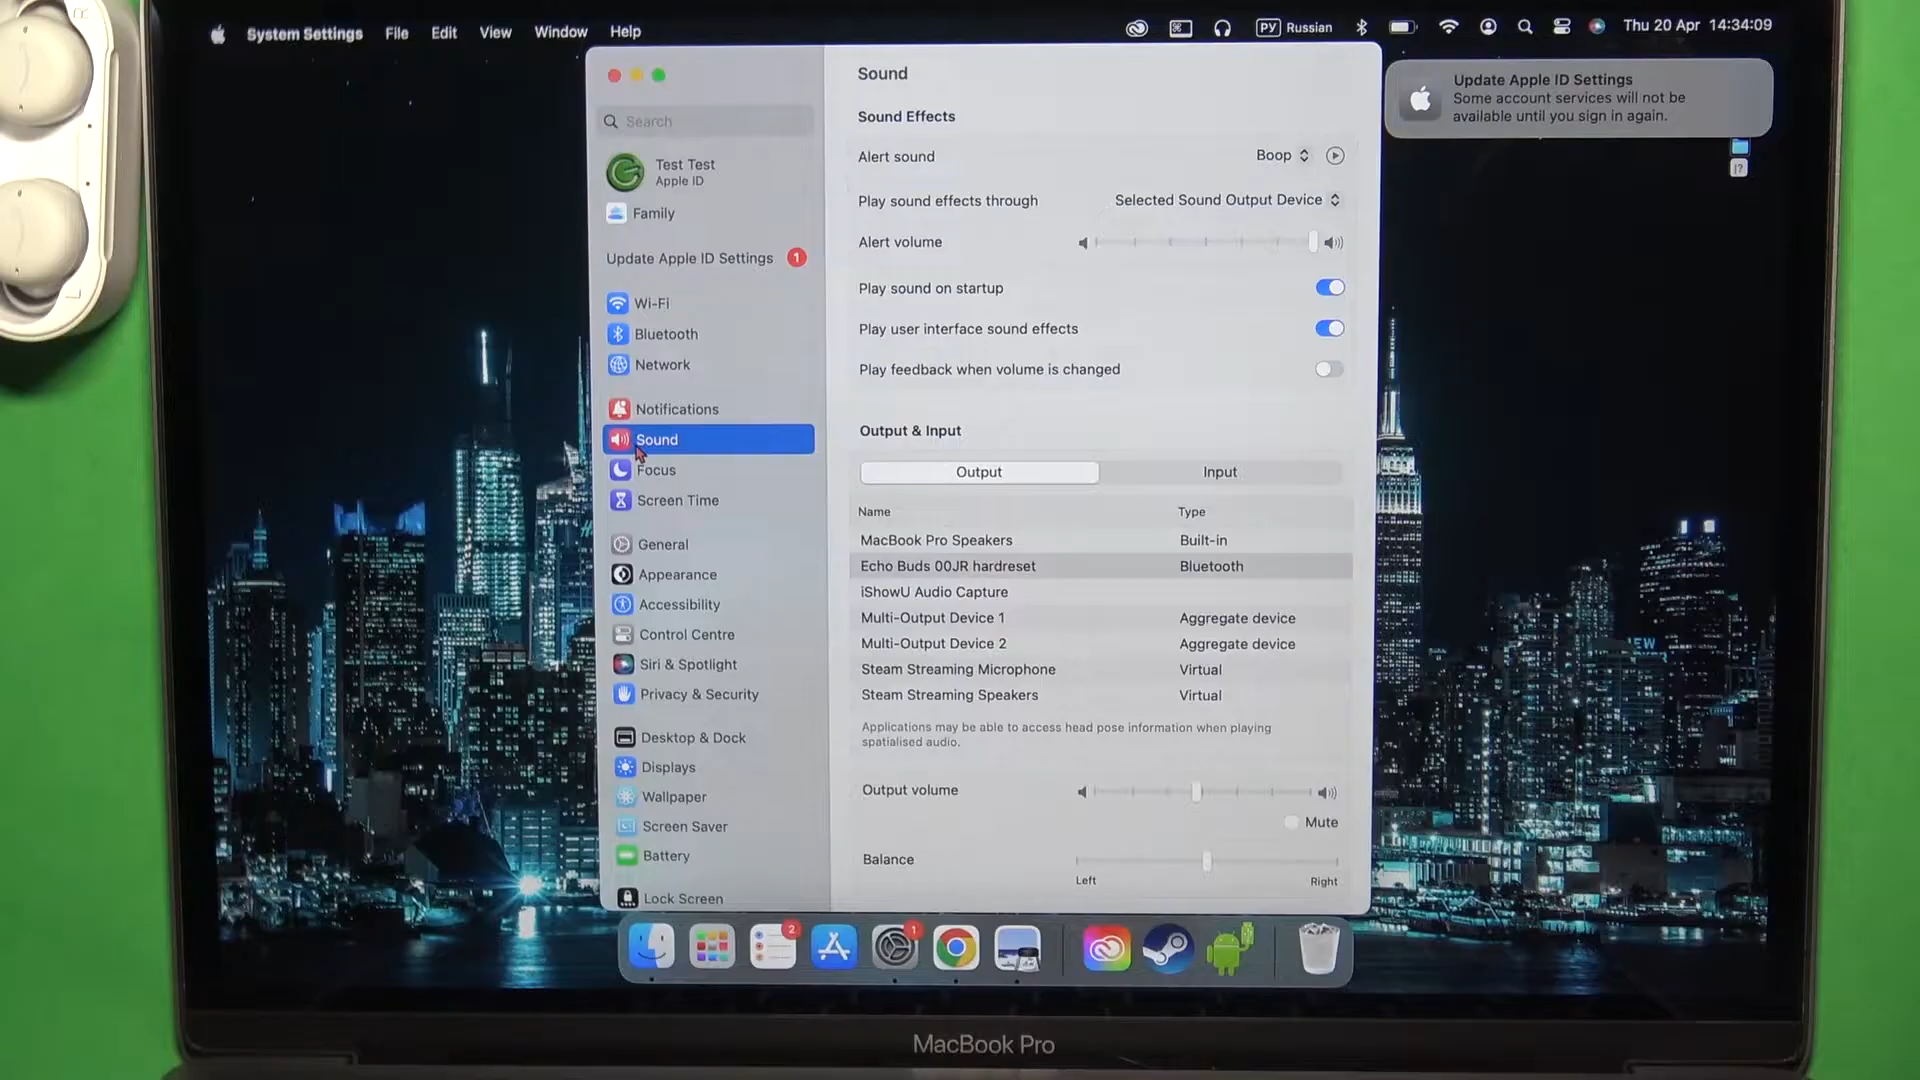 System Settings File Edit View Window Help
РУ Russian
Thu 20 Apr 14:34:09
Update Apple ID Settings
Some account services will not be
available until you sign in again.
Search
Test Test
Apple ID
Family
Update Apple ID Settings 1
Wi-Fi
Bluetooth
Network
Notifications
Sound
Focus
Screen Time
General
Appearance
Accessibility
Control Centre
Siri & Spotlight
Privacy & Security
Desktop & Dock
Displays
Wallpaper
Screen Saver
Battery
Lock Screen
Sound
Sound Effects
Alert sound Boop
Play sound effects through Selected Sound Output Device
Alert volume
Play sound on startup
Play user interface sound effects
Play feedback when volume is changed
Output & Input
Output Input
Name Type
MacBook Pro Speakers Built-in
Echo Buds 00JR hardreset Bluetooth
iShowU Audio Capture
Multi-Output Device 1 Aggregate device
Multi-Output Device 2 Aggregate device
Steam Streaming Microphone Virtual
Steam Streaming Speakers Virtual
Applications may be able to access head pose information when playing
spatialised audio.
Output volume
Mute
Balance
Left Right
2
1
MacBook Pro
R
L